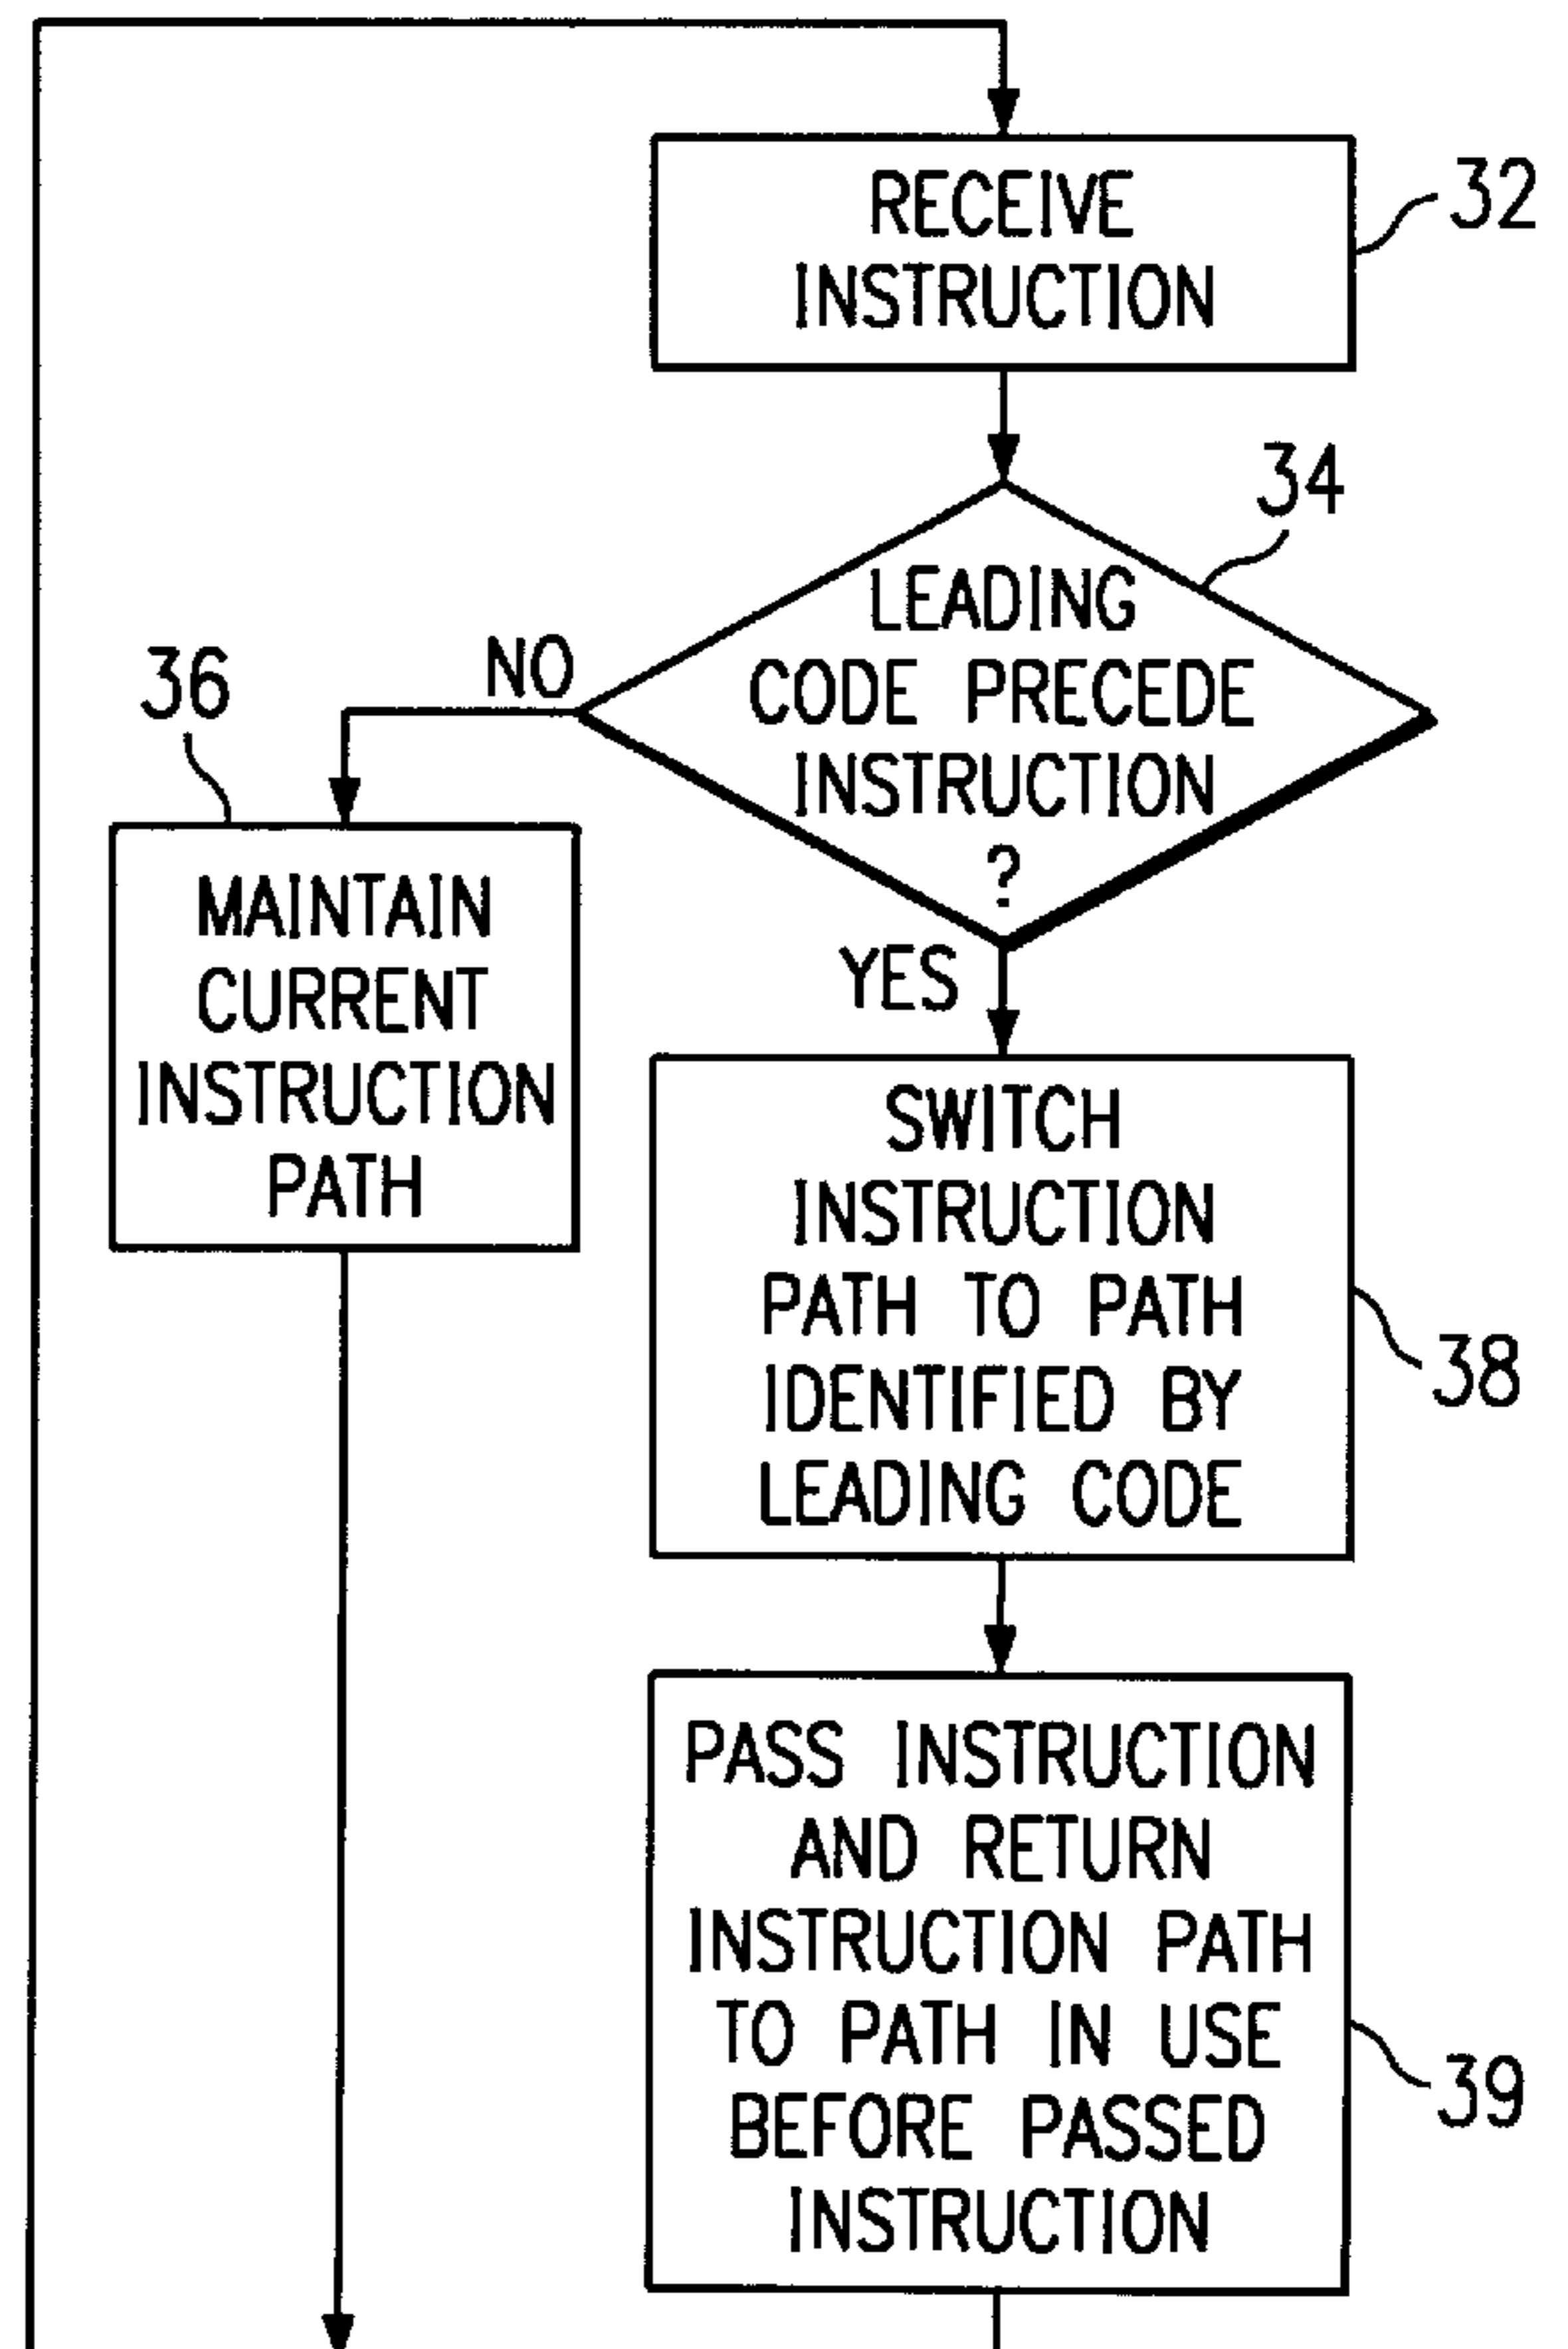 RECEIVE
INSTRUCTION
32
34
LEADING
CODE PRECEDE
INSTRUCTION
?
NO
36
MAINTAIN
CURRENT
INSTRUCTION
PATH
YES
SWITCH
INSTRUCTION
PATH TO PATH
IDENTIFIED BY
LEADING CODE
38
PASS INSTRUCTION
AND RETURN
INSTRUCTION PATH
TO PATH IN USE
BEFORE PASSED
INSTRUCTION
39